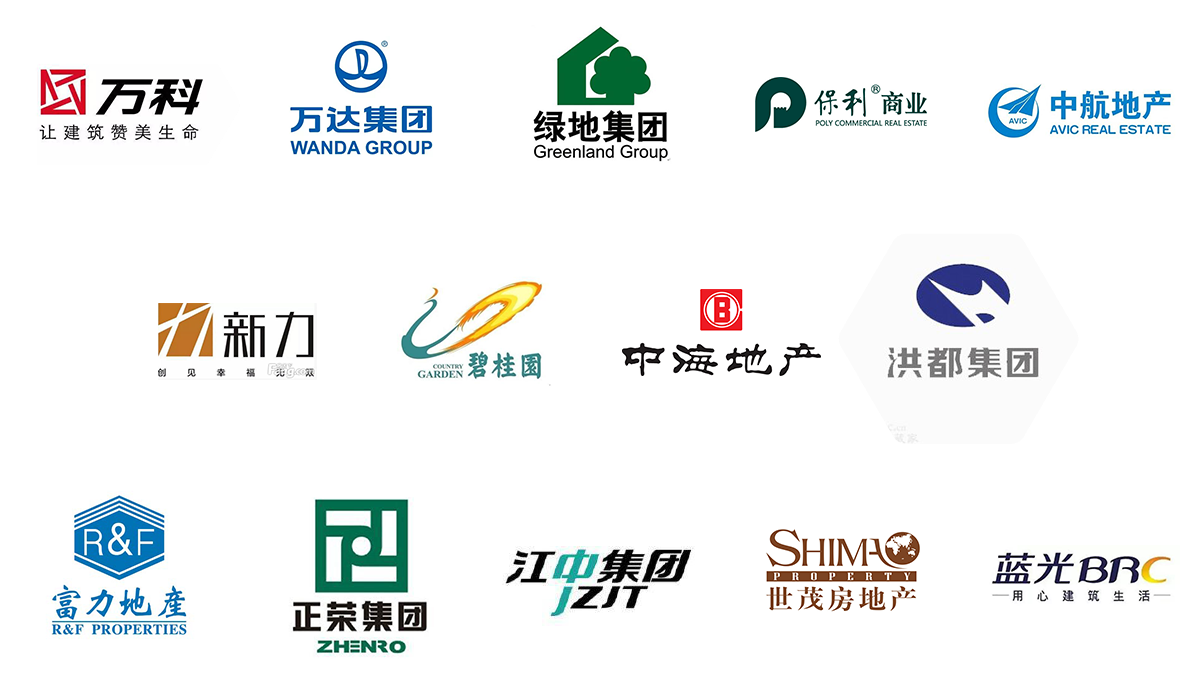 万科
让建筑赞美生命
万达集团
WANDA GROUP
绿地集团
Greenland Group
保利®商业
POLY COMMERCIAL REAL ESTATE
AVIC
中航地产
AVIC REAL ESTATE
新力
创见幸福
COUNTRY
GARDEN
碧桂園
中海地产
洪都集团
R&F
富力地産
R&F PROPERTIES
正荣集团
ZHENRO
江中集团
JZJT
SHIMAO
PROPERTY
世茂房地产
蓝光BRC
用心建筑生活